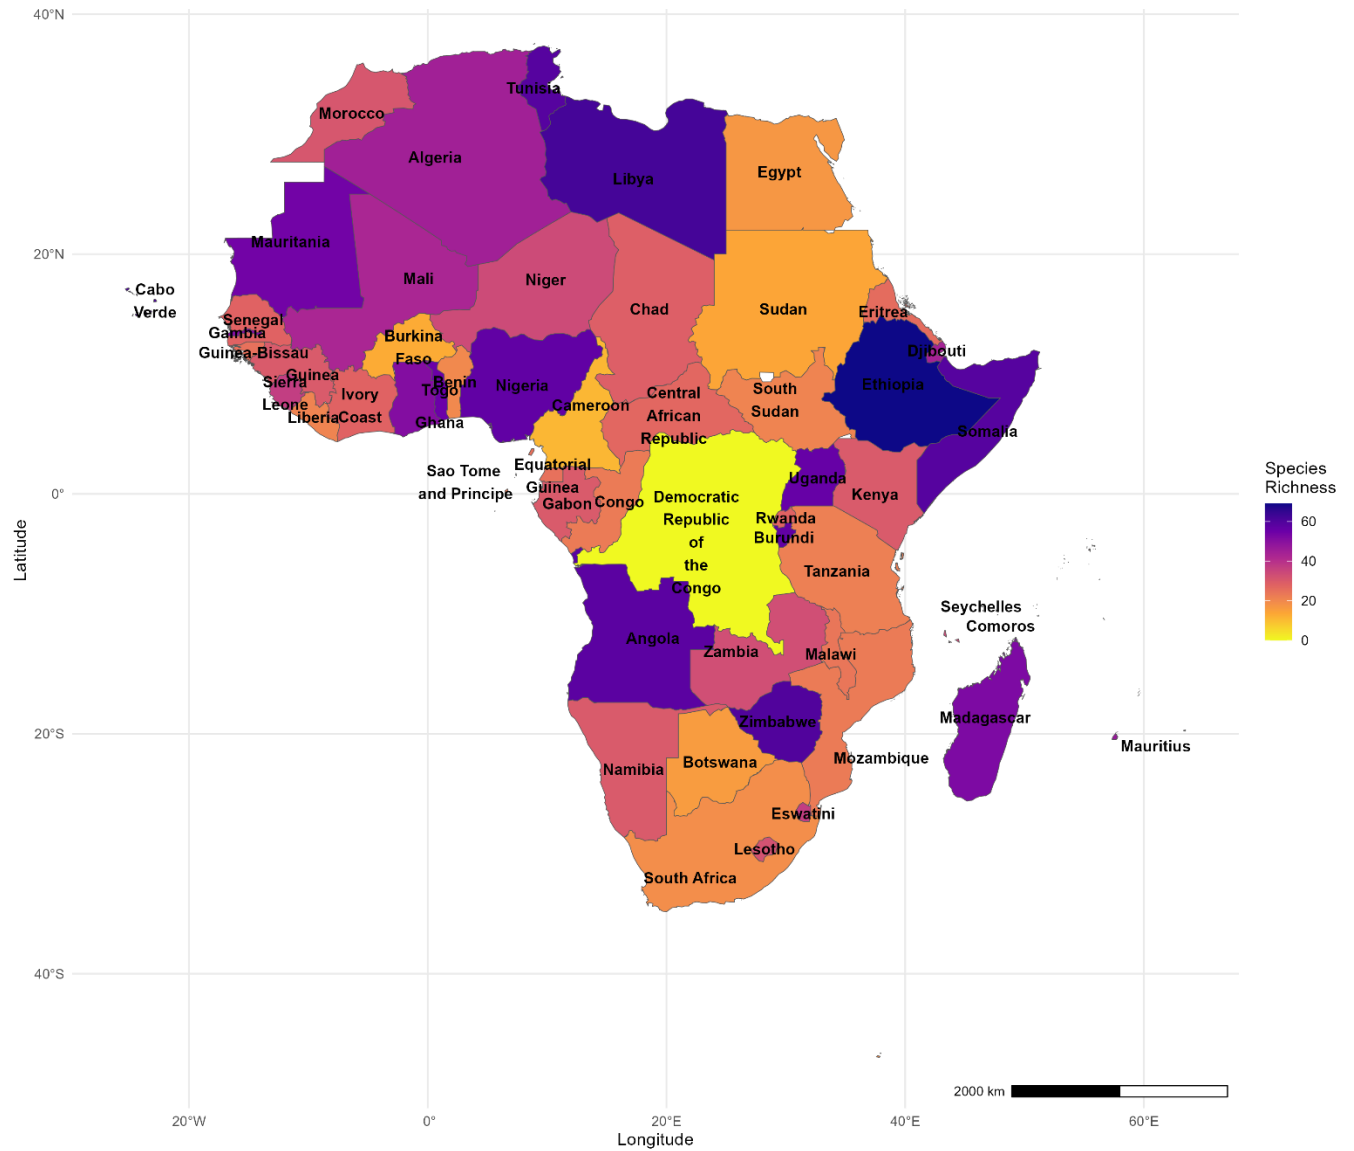 40°N
Tunisia
Morocco
Algeria
Libya
Egypt
20°N
Mauritania
Mali
Niger
Chad
Sudan
Eritrea
Cabo
Verde
Senegal
Gambia
Guinea-Bissau
Guinea
Sierra
Leone
Liberia
Ivory
Coast
Burkina
Faso
Ghana
Togo
Benin
Nigeria
Cameroon
Central
African
Republic
South
Sudan
Djibouti
Ethiopia
Somalia
Species
Richness
60
40
20
0
Sao Tome
and Principe
Equatorial
Guinea
Gabon
Congo
Democratic
Republic
of
the
Congo
Uganda
Kenya
Rwanda
Burundi
Tanzania
0°
Latitude
Seychelles
Comoros
Angola
Zambia
Malawi
Zimbabwe
Madagascar
Mauritius
20°S
Namibia
Botswana
Mozambique
Eswatini
Lesotho
South Africa
40°S
2000 km
20°W
0°
20°E
40°E
60°E
Longitude